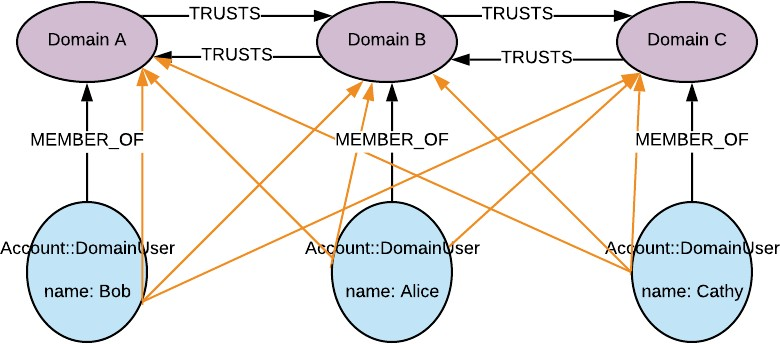 TRUSTS
TRUSTS
Domain A
Domain B
Domain C
TRUSTS
TRUSTS
MEMBER_OF
MEMBER_OF
MEMBER_OF
Account::DomainUser
Account::DomainUser
Account::DomainUser
name: Bob
name: Alice
name: Cathy